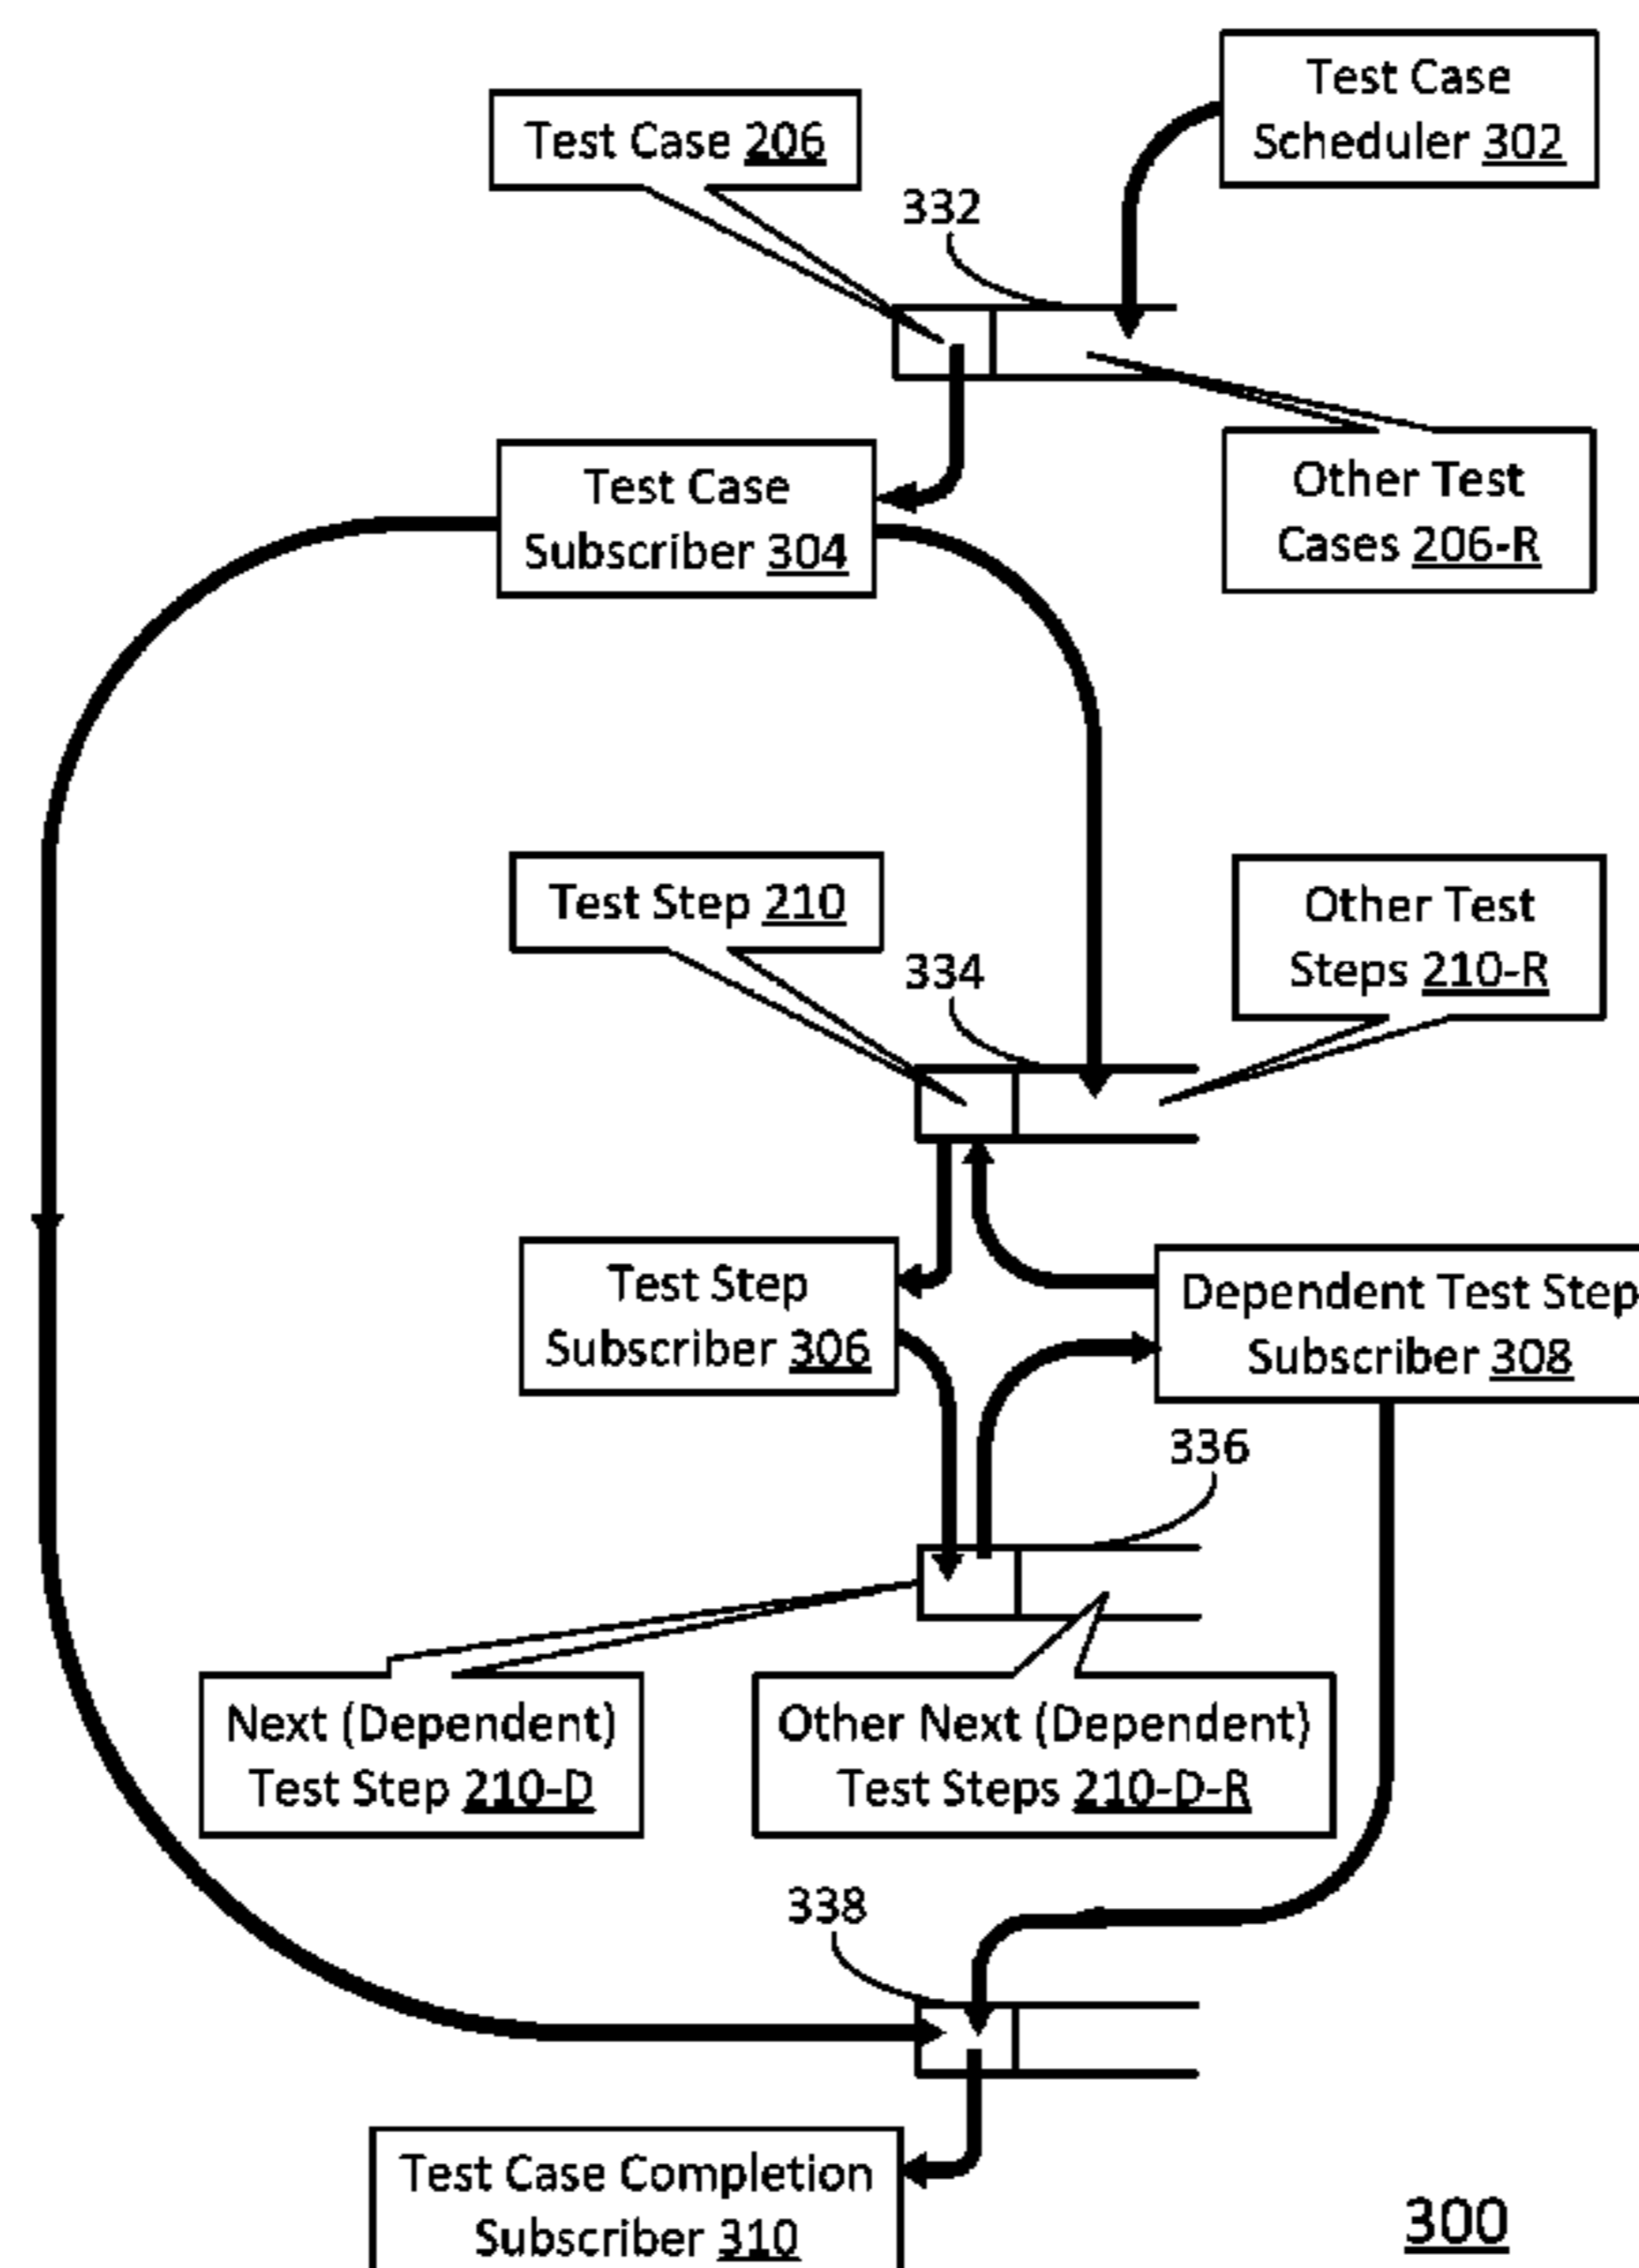 Test Case
Scheduler 302
Test Case 206
332
Test Case
Subscriber 304
Other Test
Cases 206-R
Test Step 210
Other Test
Steps 210-R
334
Test Step
Subscriber 306
Dependent Test Step
Subscriber 308
336
Next (Dependent)
Test Step 210-D
Other Next (Dependent)
Test Steps 210-D-R
338
Test Case Completion
Subscriber 310
300